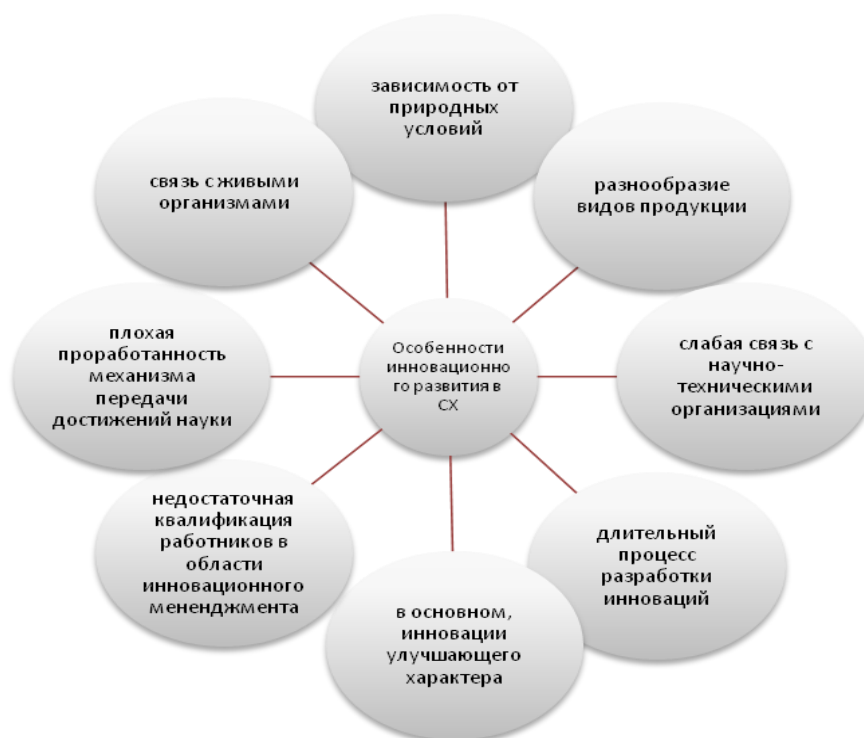 зависимость от
природных
условий
разнообразие
видов продукции
слабая связь с
научно-
техническими
организациями
длительный
процесс
разработки
инноваций
в основном,
инновации
улучшающего
характера
недостаточная
квалификация
работников в
области
инновационного
мененджмента
плохая
проработанность
механизма
передачи
достижений науки
связь с живыми
организмами
Особенности
инновационно
го развития в
СХ